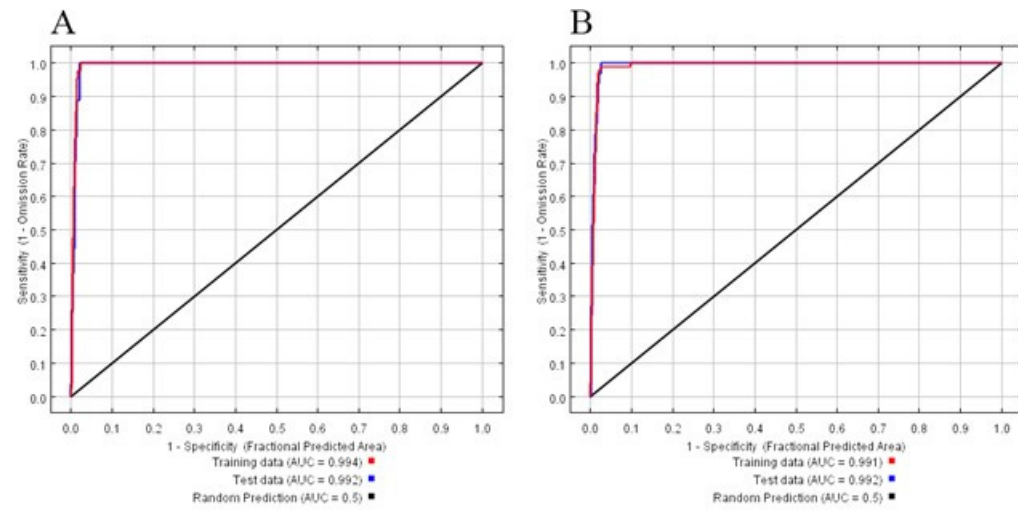 A
1.0
0.9
0.8
0.7
0.6
0.5
0.4
0.3
0.2
0.1
0.0
Sensitivity (1 - Omission Rate)
0.0 0.1 0.2 0.3 0.4 0.5 0.6 0.7 0.8 0.9 1.0
1 - Specificity (Fractional Predicted Area)
Training data (AUC = 0.994)
Test data (AUC = 0.992)
Random Prediction (AUC = 0.5)
B
1.0
0.9
0.8
0.7
0.6
0.5
0.4
0.3
0.2
0.1
0.0
Sensitivity (1 - Omission Rate)
0.0 0.1 0.2 0.3 0.4 0.5 0.6 0.7 0.8 0.9 1.0
1 - Specificity (Fractional Predicted Area)
Training data (AUC = 0.991)
Test data (AUC = 0.992)
Random Prediction (AUC = 0.5)